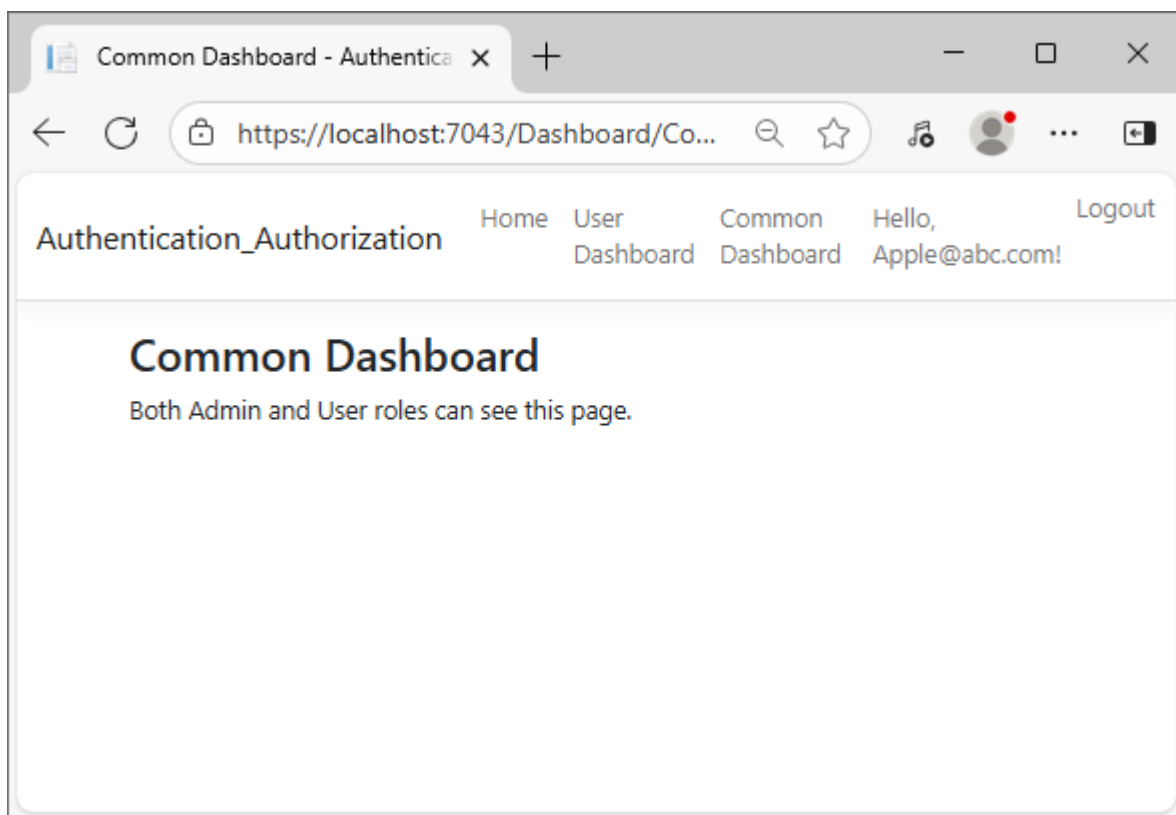 Common Dashboard - Authentica
https://localhost:7043/Dashboard/Co...
Authentication_Authorization
Home
User
Dashboard
Common
Dashboard
Hello,
Apple@abc.com!
Logout
Common Dashboard
Both Admin and User roles can see this page.